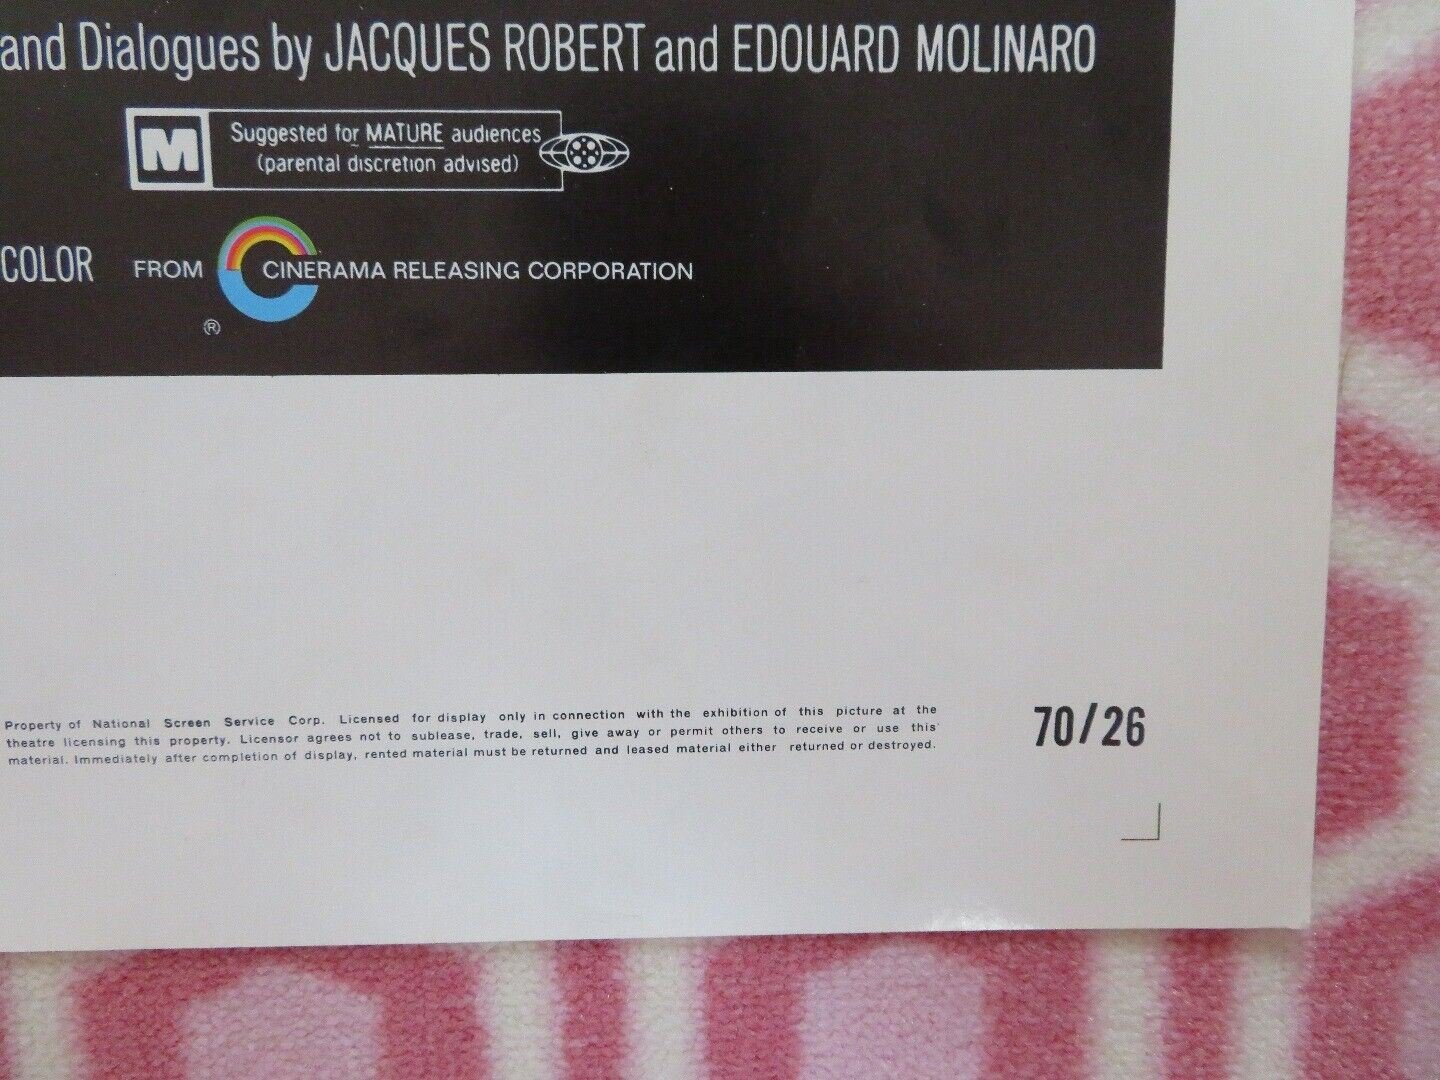 and Dialogues by JACQUES ROBERT and EDOUARD MOLINARO
M
Suggested for MATURE audiences
(parental discretion advised)
COLOR FROM CINERAMA RELEASING CORPORATION
®
Property of National Screen Service Corp. Licensed for display only in connection with the exhibition of this picture at the
theatre licensing this property. Licensor agrees not to sublease, trade, sell, give away or permit others to receive or use this
material. Immediately after completion of display, rented material must be returned and leased material either returned or destroyed.
70/26